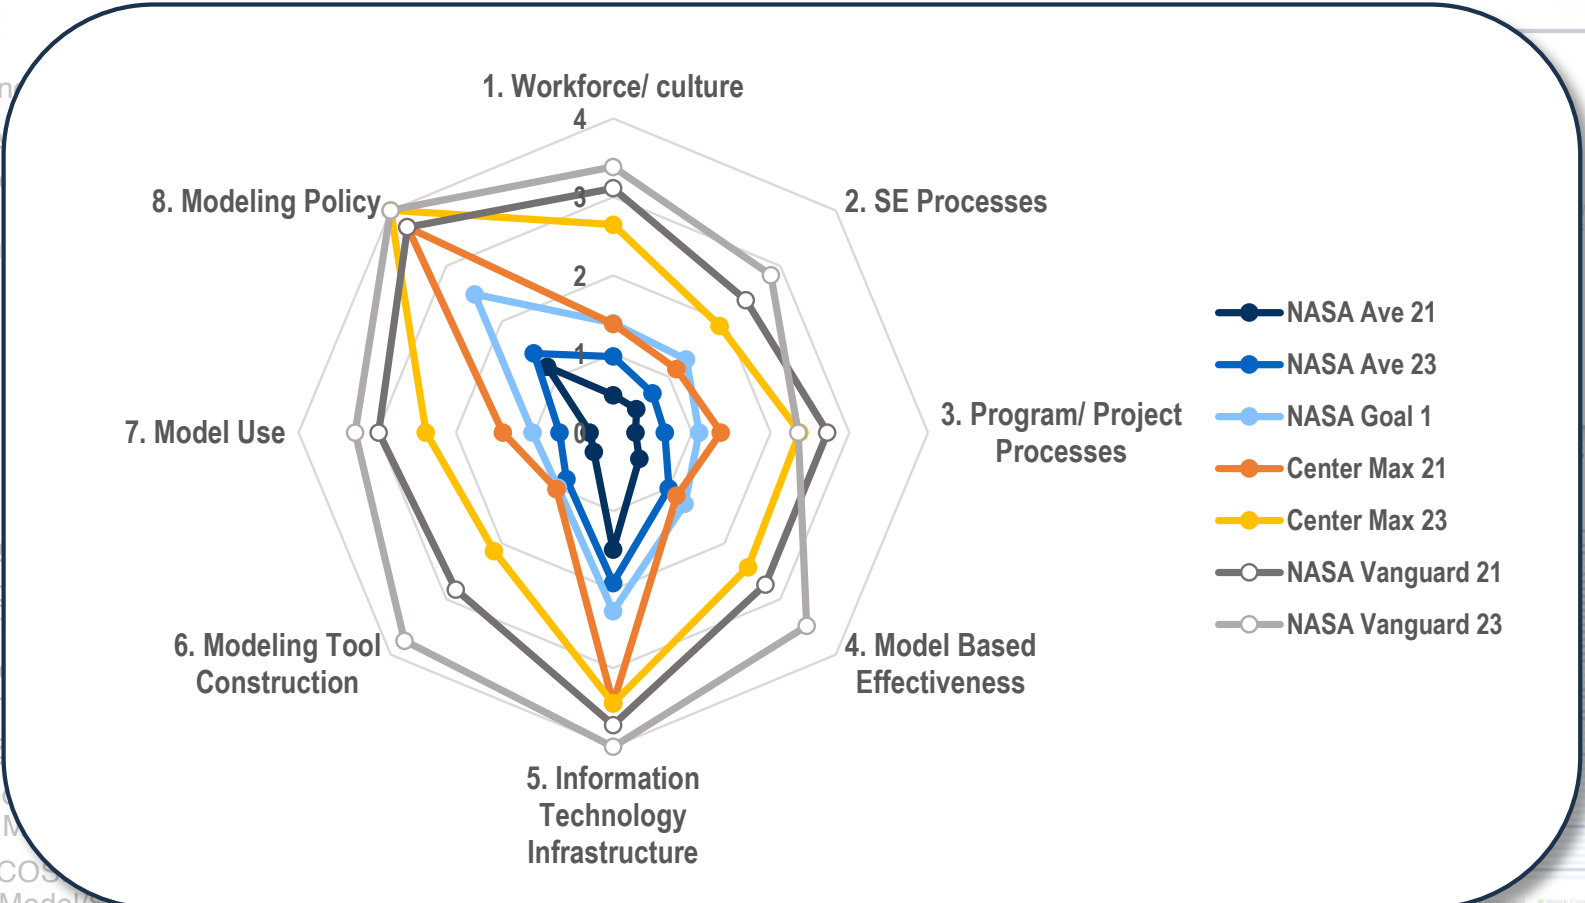 1. Workforce/ culture
4
3
2
1
0
2. SE Processes
3. Program/ Project
Processes
4. Model Based
Effectiveness
5. Information
Technology
Infrastructure
6. Modeling Tool
Construction
7. Model Use
8. Modeling Policy
NASA Ave 21
NASA Ave 23
NASA Goal 1
Center Max 21
Center Max 23
NASA Vanguard 21
NASA Vanguard 23